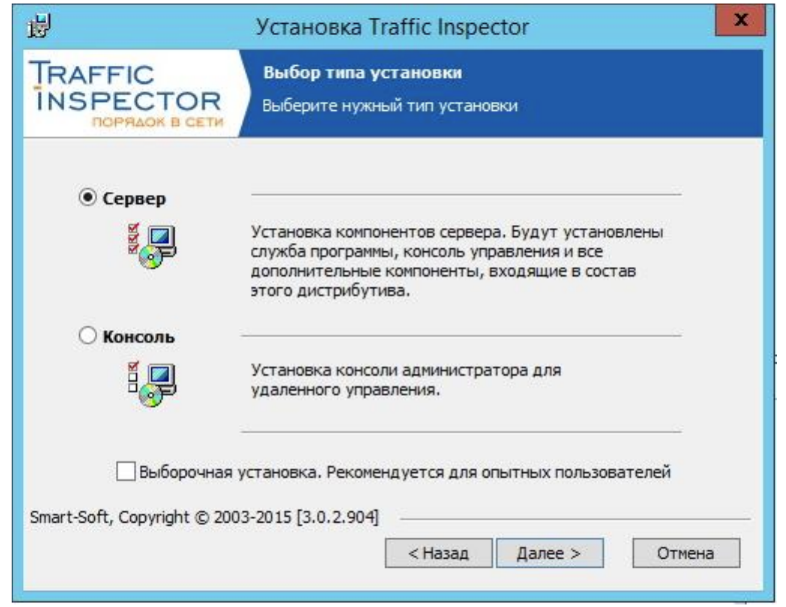 Установка Traffic Inspector
x
TRAFFIC
INSPECTOR
ПОРЯДОК В СЕТИ
Выбор типа установки
Выберите нужный тип установки
Сервер
Установка компонентов сервера. Будут установлены
служба программы, консоль управления и все
дополнительные компоненты, входящие в состав
этого дистрибутива.
Консоль
Установка консоли администратора для
удаленного управления.
Выборочная установка. Рекомендуется для опытных пользователей
Smart-Soft, Copyright © 2003-2015 [3.0.2.904]
< Назад Далее > Отмена